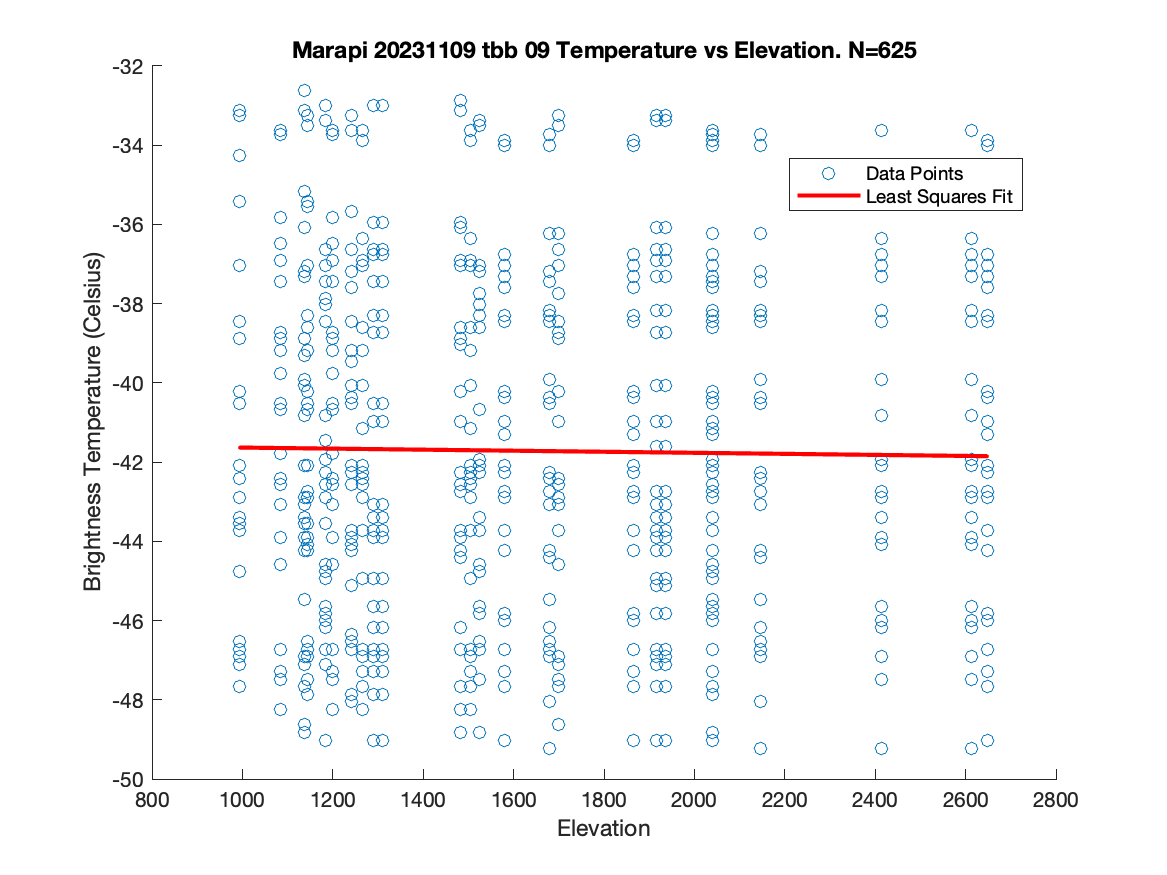 Marapi 20231109 tbb 09 Temperature vs Elevation. N=625
-32
-34
-36
-38
-40
-42
-44
-46
-48
-50
Brightness Temperature (Celsius)
Data Points
Least Squares Fit
800 1000 1200 1400 1600 1800 2000 2200 2400 2600 2800
Elevation